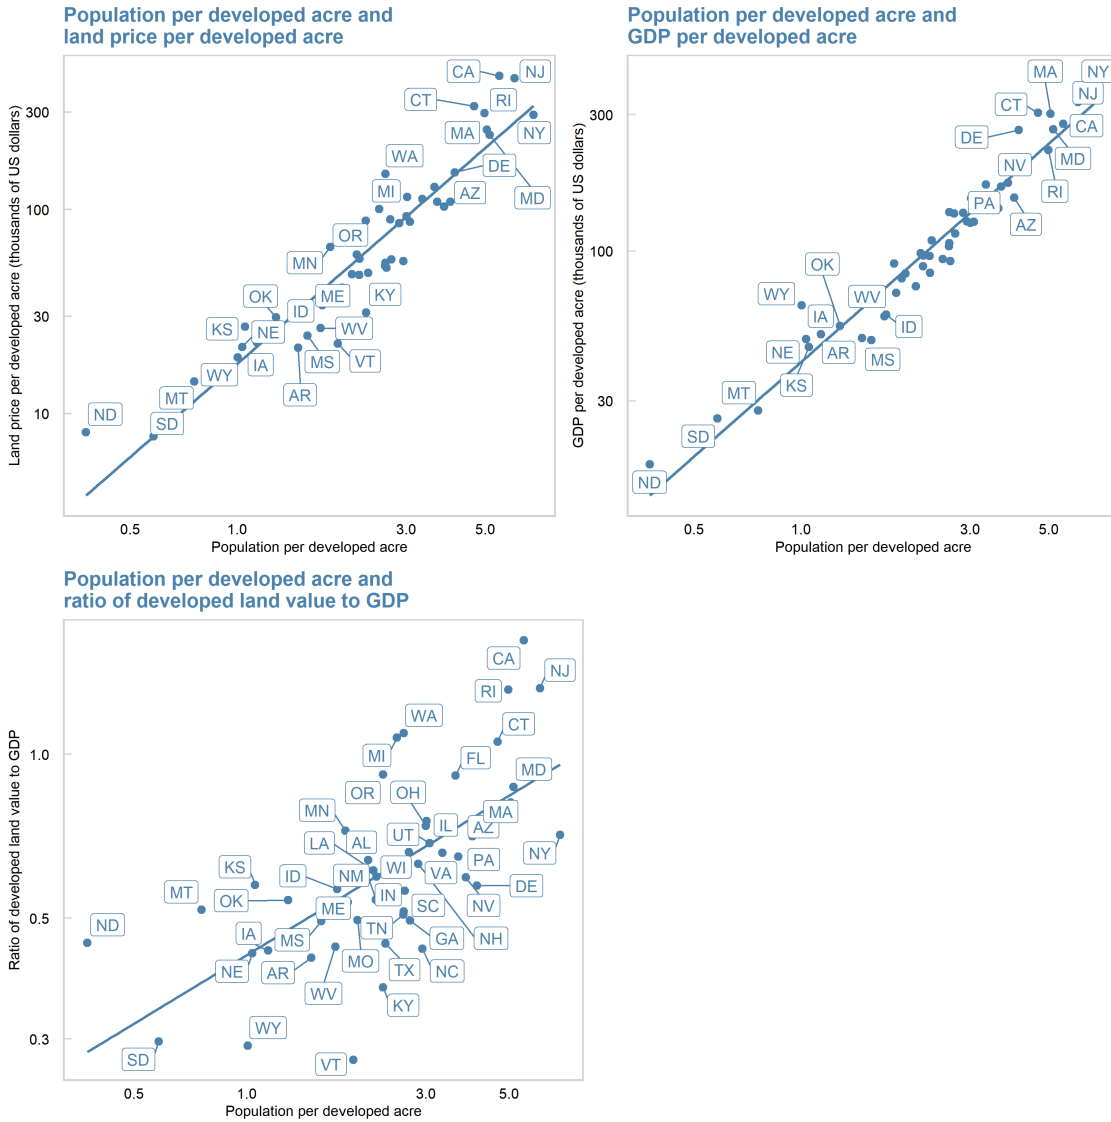 Population per developed acre and
land price per developed acre
Land price per developed acre (thousands of US dollars)
300
100
30
10
CA
NJ
CT
RI
MA
NY
WA
DE
MI
AZ
MD
OR
MN
ME
KY
OK
ID
KS
NE
WV
IA
MS
VT
WY
AR
MT
ND
SD
0.5
1.0
3.0
5.0
Population per developed acre
Population per developed acre and
GDP per developed acre
GDP per developed acre (thousands of US dollars)
300
100
30
MA
NY
NJ
CT
CA
DE
MD
NV
RI
PA
AZ
OK
WY
WV
IA
ID
NE
AR
MS
KS
MT
SD
ND
0.5
1.0
3.0
5.0
Population per developed acre
Population per developed acre and
ratio of developed land value to GDP
Ratio of developed land value to GDP
1.0
0.5
0.3
CA
NJ
RI
WA
CT
MI
FL
MD
OR
OH
MN
MA
IL
AZ
UT
LA
AL
NY
PA
KS
WI
VA
ID
NM
DE
MT
OK
IN
NV
ME
SC
ND
TN
IA
MS
GA
NH
MO
NE
AR
TX
NC
WV
KY
WY
SD
VT
0.5
1.0
3.0
5.0
Population per developed acre